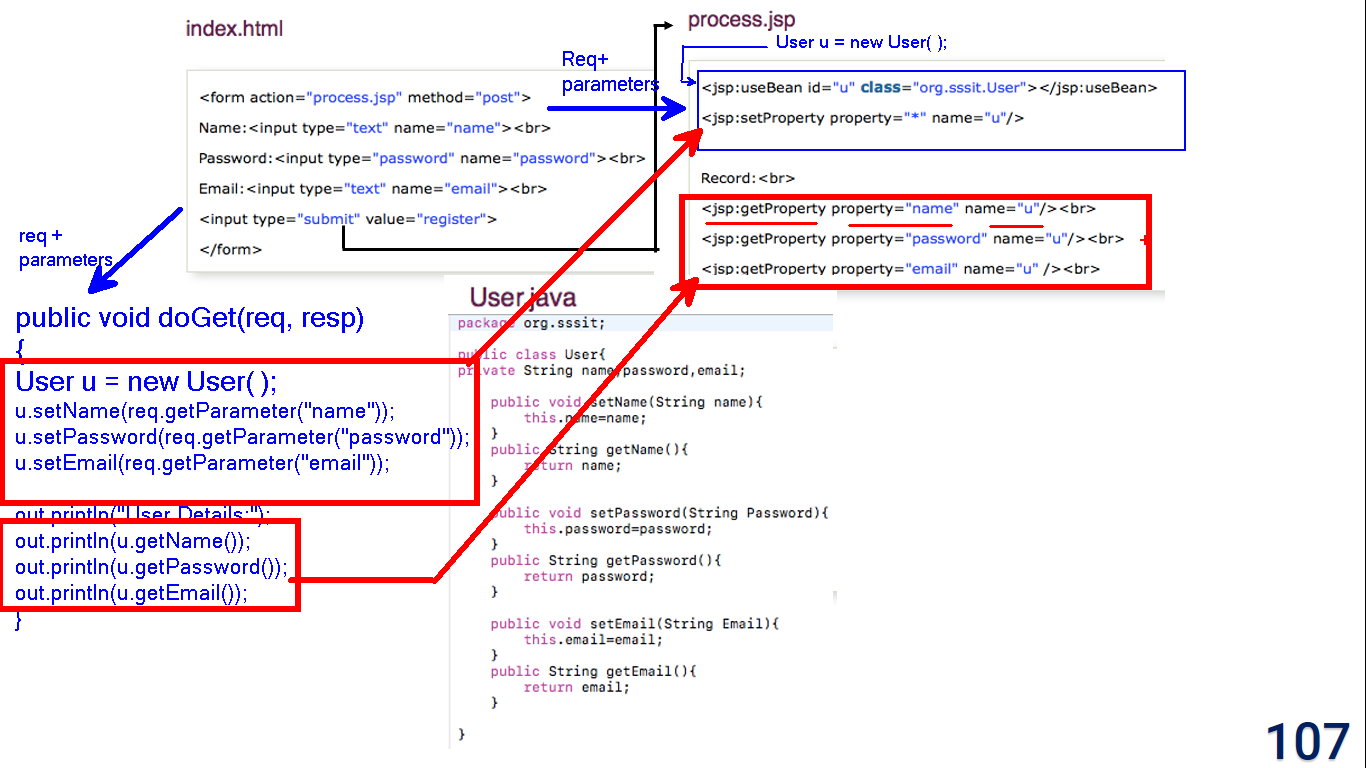 index.html
<form action="process.jsp" method="post">
Name:<input type="text" name="name"><br>
Password:<input type="password" name="password"><br>
Email:<input type="text" name="email"><br>
<input type="submit" value="register">
</form>
Req+
parameters
process.jsp
User u = new User( );
<jsp:useBean id="u" class="org.sssit.User"></jsp:useBean>
<jsp:setProperty property="*" name="u"/>
Record:<br>
<jsp:getProperty property="name" name="u"/><br>
<jsp:getProperty property="password" name="u"/><br>
<jsp:getProperty property="email" name="u" /><br>
req +
parameters
public void doGet(req, resp)
{
User u = new User( );
u.setName(req.getParameter("name"));
u.setPassword(req.getParameter("password"));
u.setEmail(req.getParameter("email"));
out.println("User Details:");
out.println(u.getName());
out.println(u.getPassword());
out.println(u.getEmail());
}
User.java
package org.sssit;
public class User{
private String name,password,email;
public void setName(String name){
this.name=name;
}
public String getName(){
return name;
}
public void setPassword(String Password){
this.password=password;
}
public String getPassword(){
return password;
}
public void setEmail(String Email){
this.email=email;
}
public String getEmail(){
return email;
}
}
107